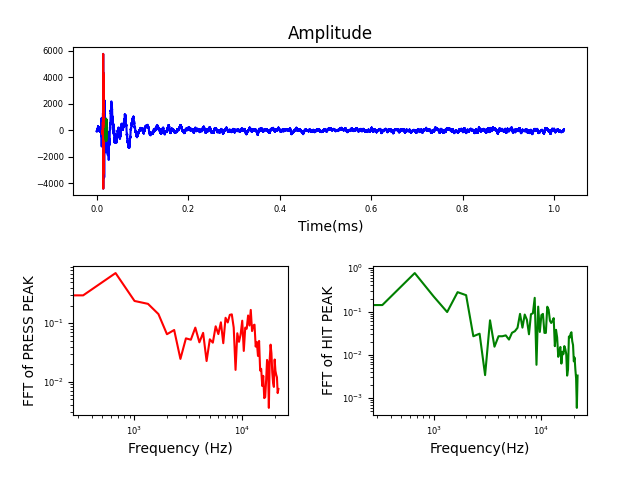 Amplitude
6000
4000
2000
0
−2000
−4000
0.0 0.2 0.4 0.6 0.8 1.0
Time(ms)
FFT of PRESS PEAK
10⁻¹
10⁻²
10³ 10⁴
Frequency (Hz)
FFT of HIT PEAK
10⁰
10⁻¹
10⁻²
10⁻³
10³ 10⁴
Frequency(Hz)